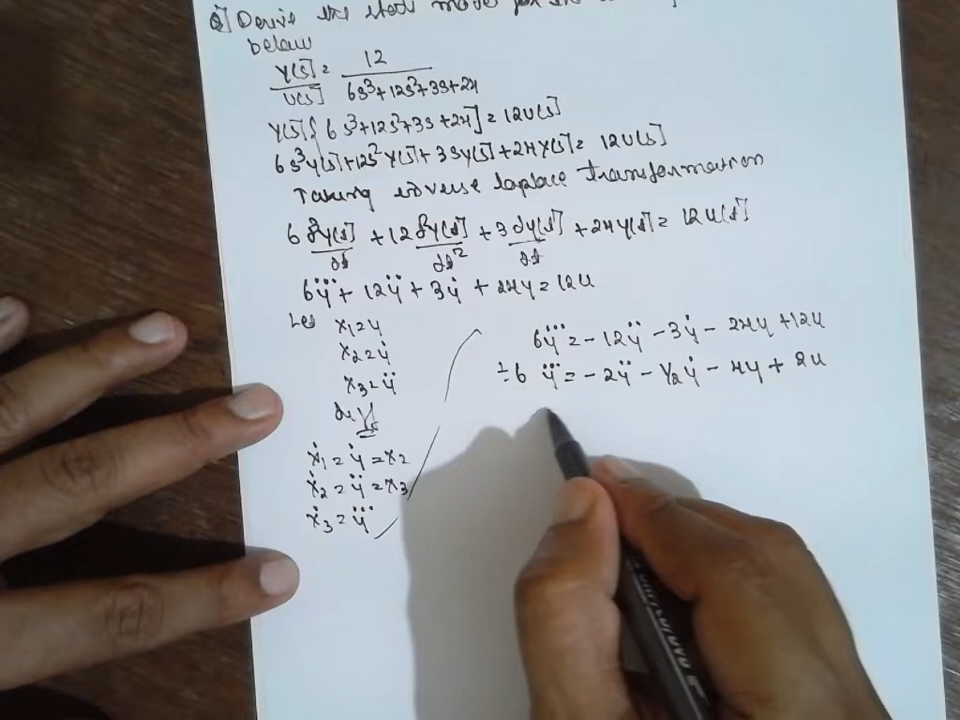 Q] Derive the state model for the
below
Y[s]/U[s] = 12/6s³+12s²+3s+24
Y[s]{6s³+12s²+3s+24] = 12U[s]
6s³Y[s]+12s²Y[s]+3sY[s]+24Y[s] = 12U[s]
Taking inverse laplace transformation
6 d³y[t]/dt + 12 d²y[t]/dt² + 3 dy[t]/dt + 24y[t] = 12u[t]
6y⃛ + 12ÿ + 3ẏ + 24y = 12u
Let x1 = y
x2 = ẏ
x3 = ÿ
ẋ1 = ẏ = x2
ẋ2 = ÿ = x3
ẋ3 = y⃛
6y⃛ = -12ÿ - 3ẏ - 24y + 12u
÷6 y⃛ = -2ÿ - 1/2ẏ - 4y + 2u